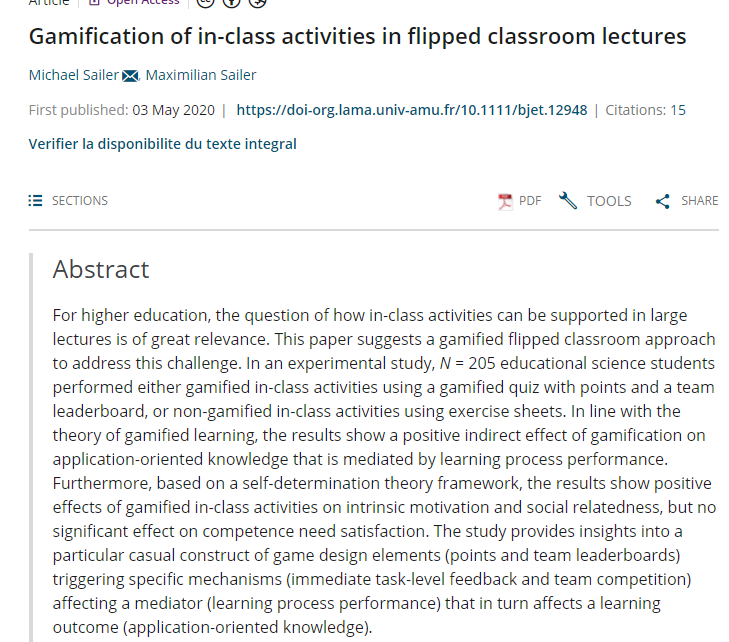 Article Open Access
Gamification of in-class activities in flipped classroom lectures
Michael Sailer, Maximilian Sailer
First published: 03 May 2020 | https://doi-org.lama.univ-amu.fr/10.1111/bjet.12948 | Citations: 15
Verifier la disponibilite du texte integral
SECTIONS PDF TOOLS SHARE
Abstract
For higher education, the question of how in-class activities can be supported in large
lectures is of great relevance. This paper suggests a gamified flipped classroom approach
to address this challenge. In an experimental study, N = 205 educational science students
performed either gamified in-class activities using a gamified quiz with points and a team
leaderboard, or non-gamified in-class activities using exercise sheets. In line with the
theory of gamified learning, the results show a positive indirect effect of gamification on
application-oriented knowledge that is mediated by learning process performance.
Furthermore, based on a self-determination theory framework, the results show positive
effects of gamified in-class activities on intrinsic motivation and social relatedness, but no
significant effect on competence need satisfaction. The study provides insights into a
particular casual construct of game design elements (points and team leaderboards)
triggering specific mechanisms (immediate task-level feedback and team competition)
affecting a mediator (learning process performance) that in turn affects a learning
outcome (application-oriented knowledge).